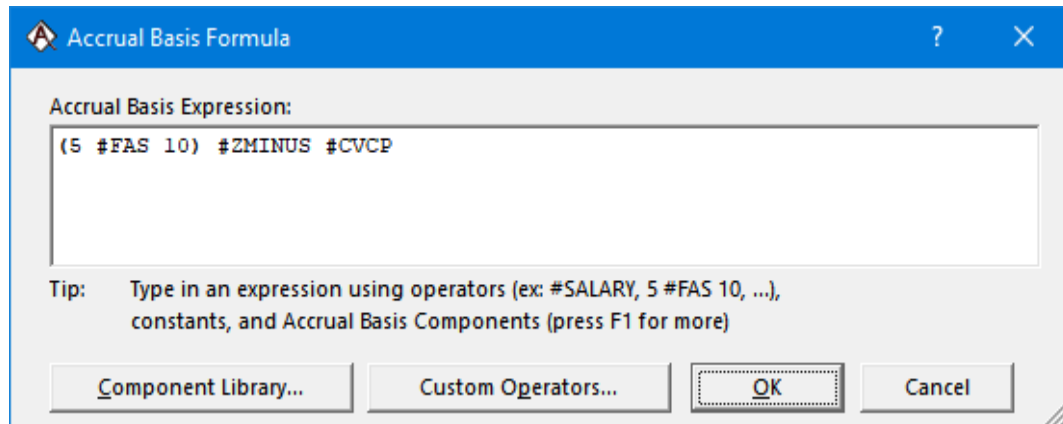 Accrual Basis Formula
Accrual Basis Expression:
(5 #FAS 10) #ZMINUS #CVCP
Tip: Type in an expression using operators (ex: #SALARY, 5 #FAS 10, ...),
constants, and Accrual Basis Components (press F1 for more)
Component Library... Custom Operators... OK Cancel